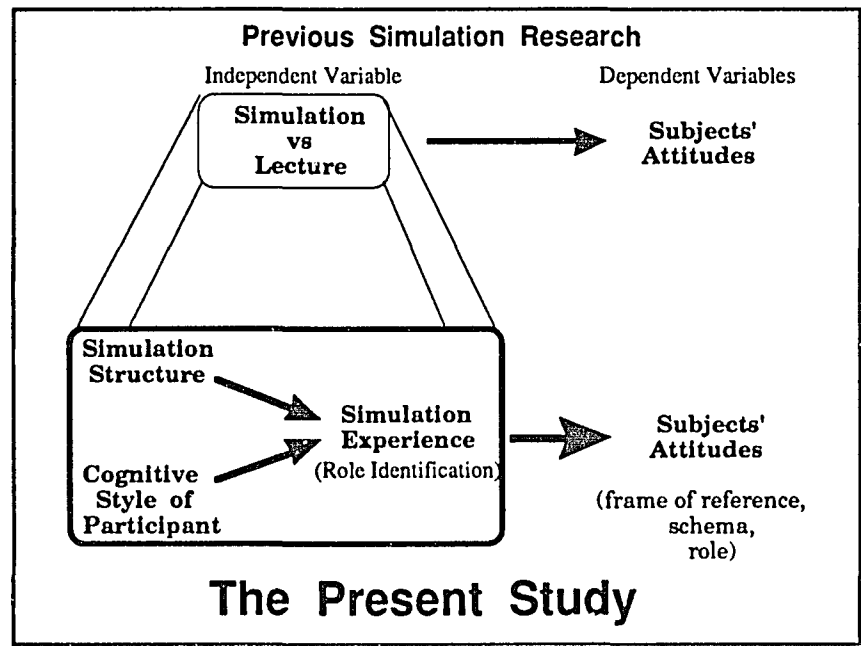 Previous Simulation Research
Independent Variable
Dependent Variables
Simulation
vs
Lecture
Subjects'
Attitudes
Simulation
Structure
Simulation
Experience
(Role Identification)
Cognitive
Style of
Participant
Subjects'
Attitudes
(frame of reference,
schema,
role)
The Present Study